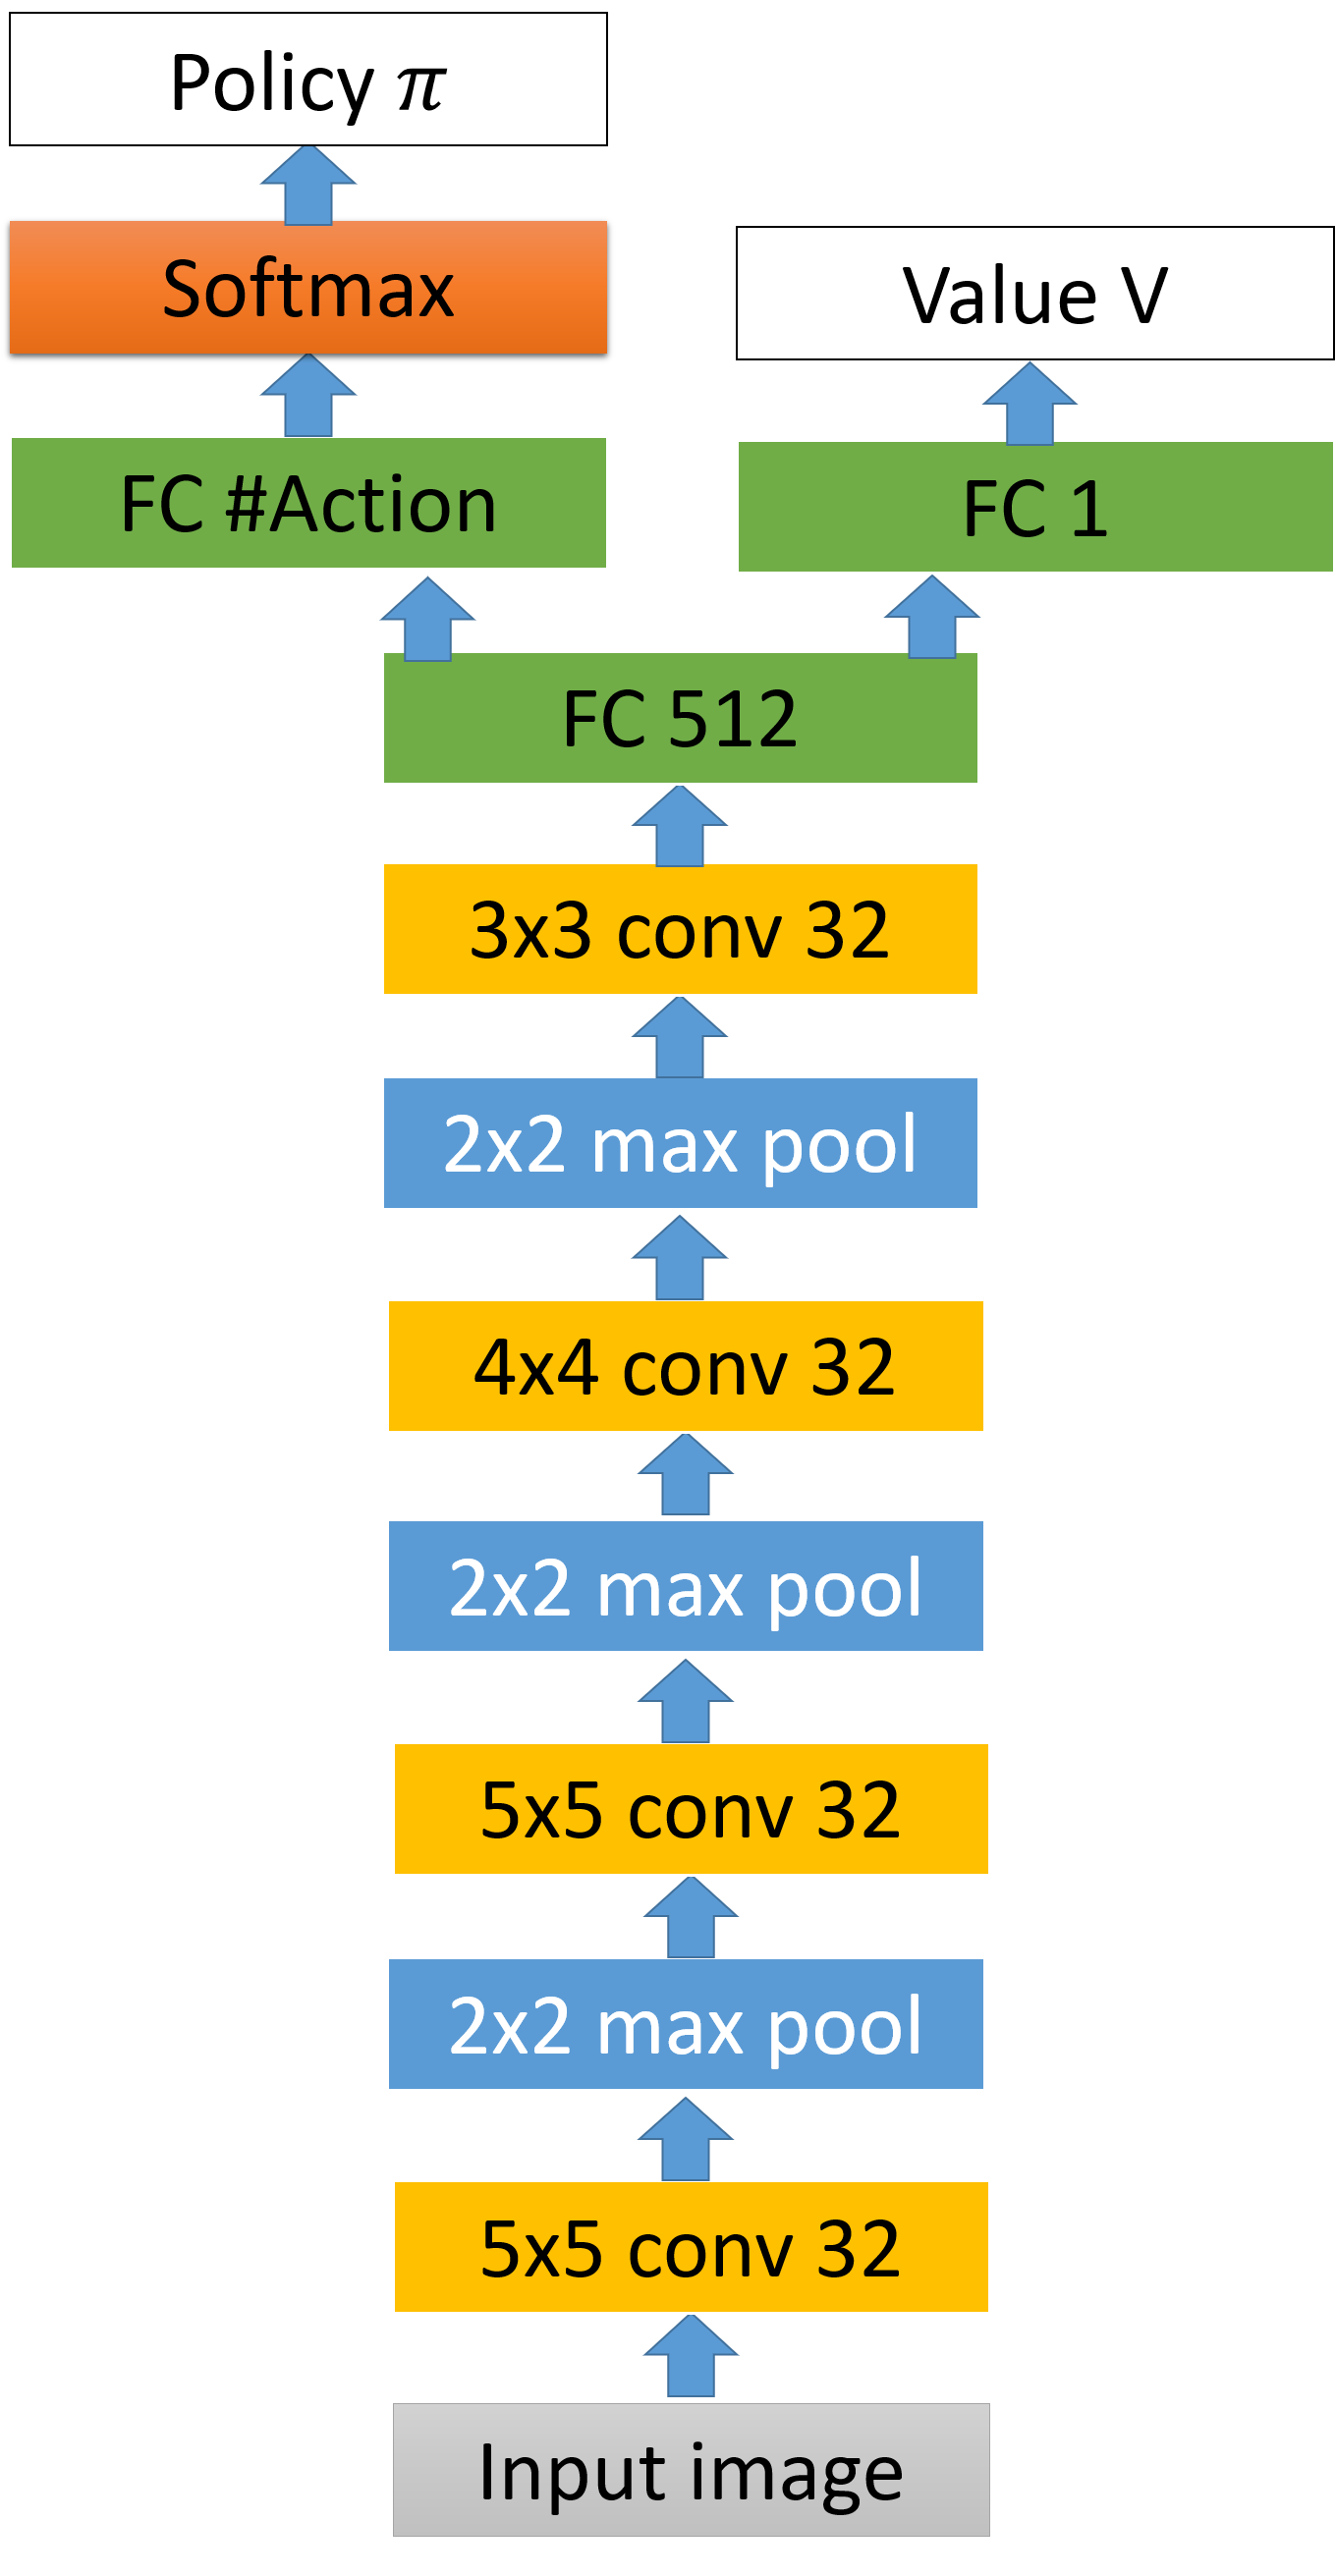 Policy π
Softmax
Value V
FC #Action
FC 1
FC 512
3x3 conv 32
2x2 max pool
4x4 conv 32
2x2 max pool
5x5 conv 32
2x2 max pool
5x5 conv 32
Input image